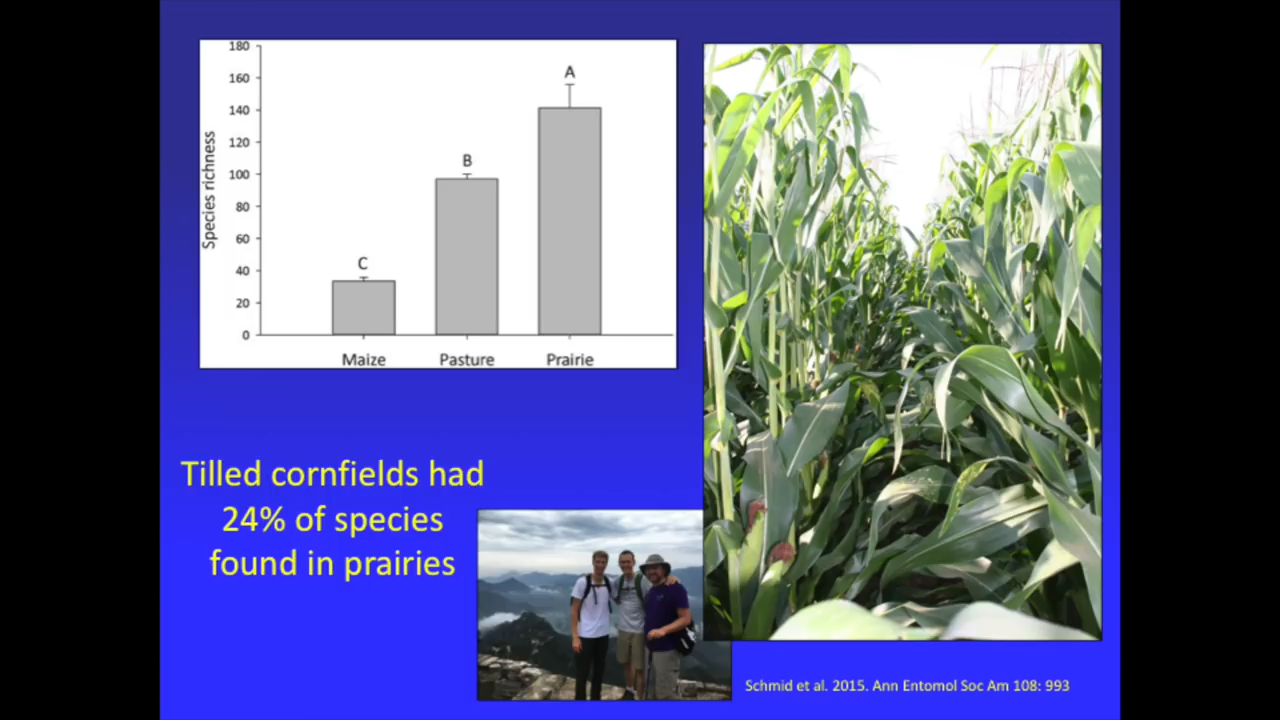 180
160
140
120
100
80
60
40
20
0
Species richness
C
B
A
Maize Pasture Prairie
Tilled cornfields had
24% of species
found in prairies
Schmid et al. 2015. Ann Entomol Soc Am 108: 993